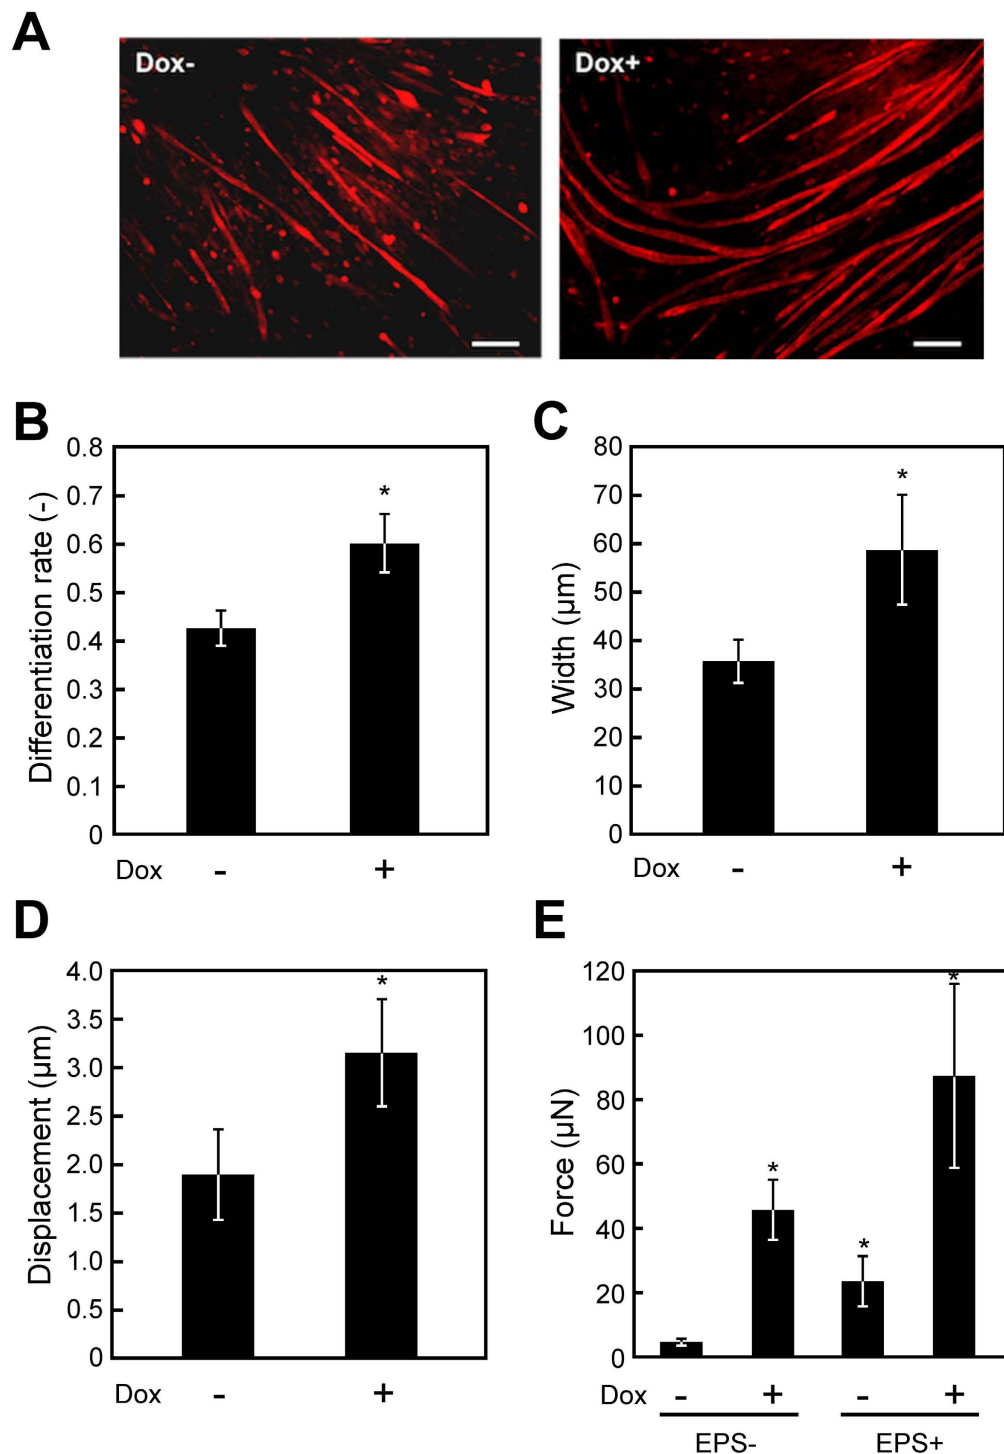 A
Dox-
Dox+
B
Differentiation rate (-)
0.8
0.7
0.6
0.5
0.4
0.3
0.2
0.1
0
*
Dox - +
C
Width (µm)
80
70
60
50
40
30
20
10
0
*
Dox - +
D
Displacement (µm)
4.0
3.5
3.0
2.5
2.0
1.5
1.0
0.5
0
*
Dox - +
E
Force (µN)
120
100
80
60
40
20
0
*
*
*
Dox - + - +
EPS- EPS+